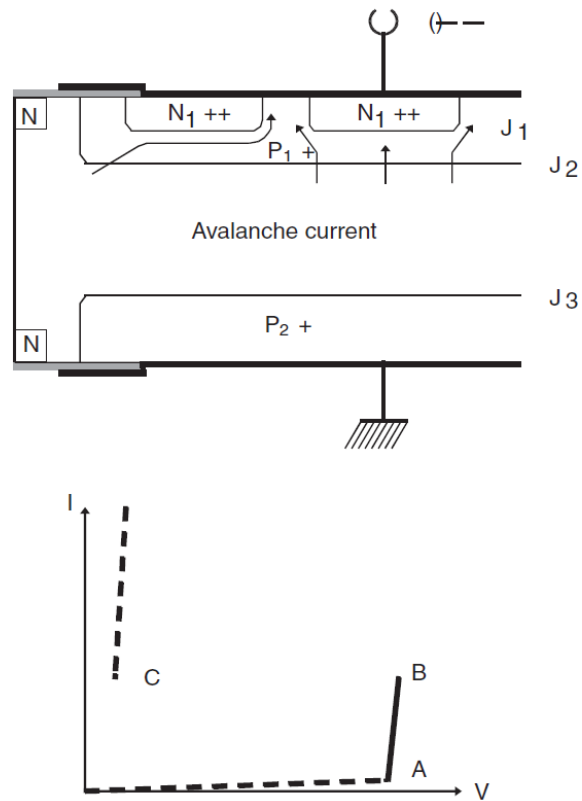 (–)
N
N1 ++
N1 ++
J1
P1 +
J2
Avalanche current
J3
P2 +
N
I
C
B
A
V